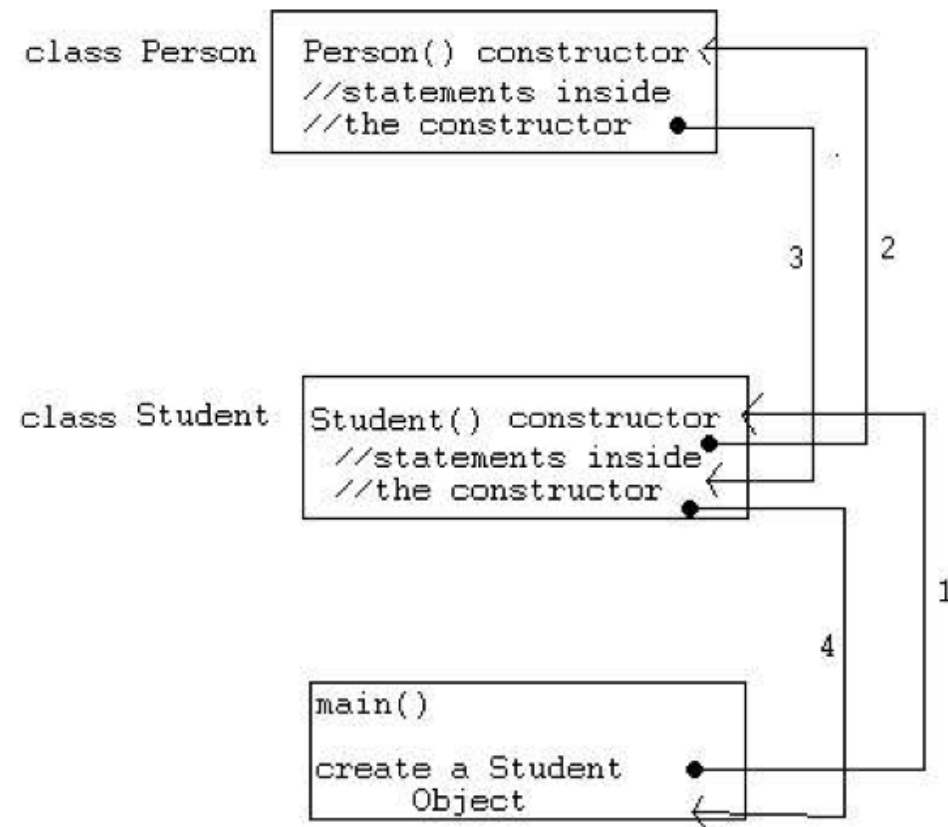 class Person
Person() constructor
//statements inside
//the constructor
3
2
class Student
Student() constructor
//statements inside
//the constructor
1
4
main()
create a Student
Object